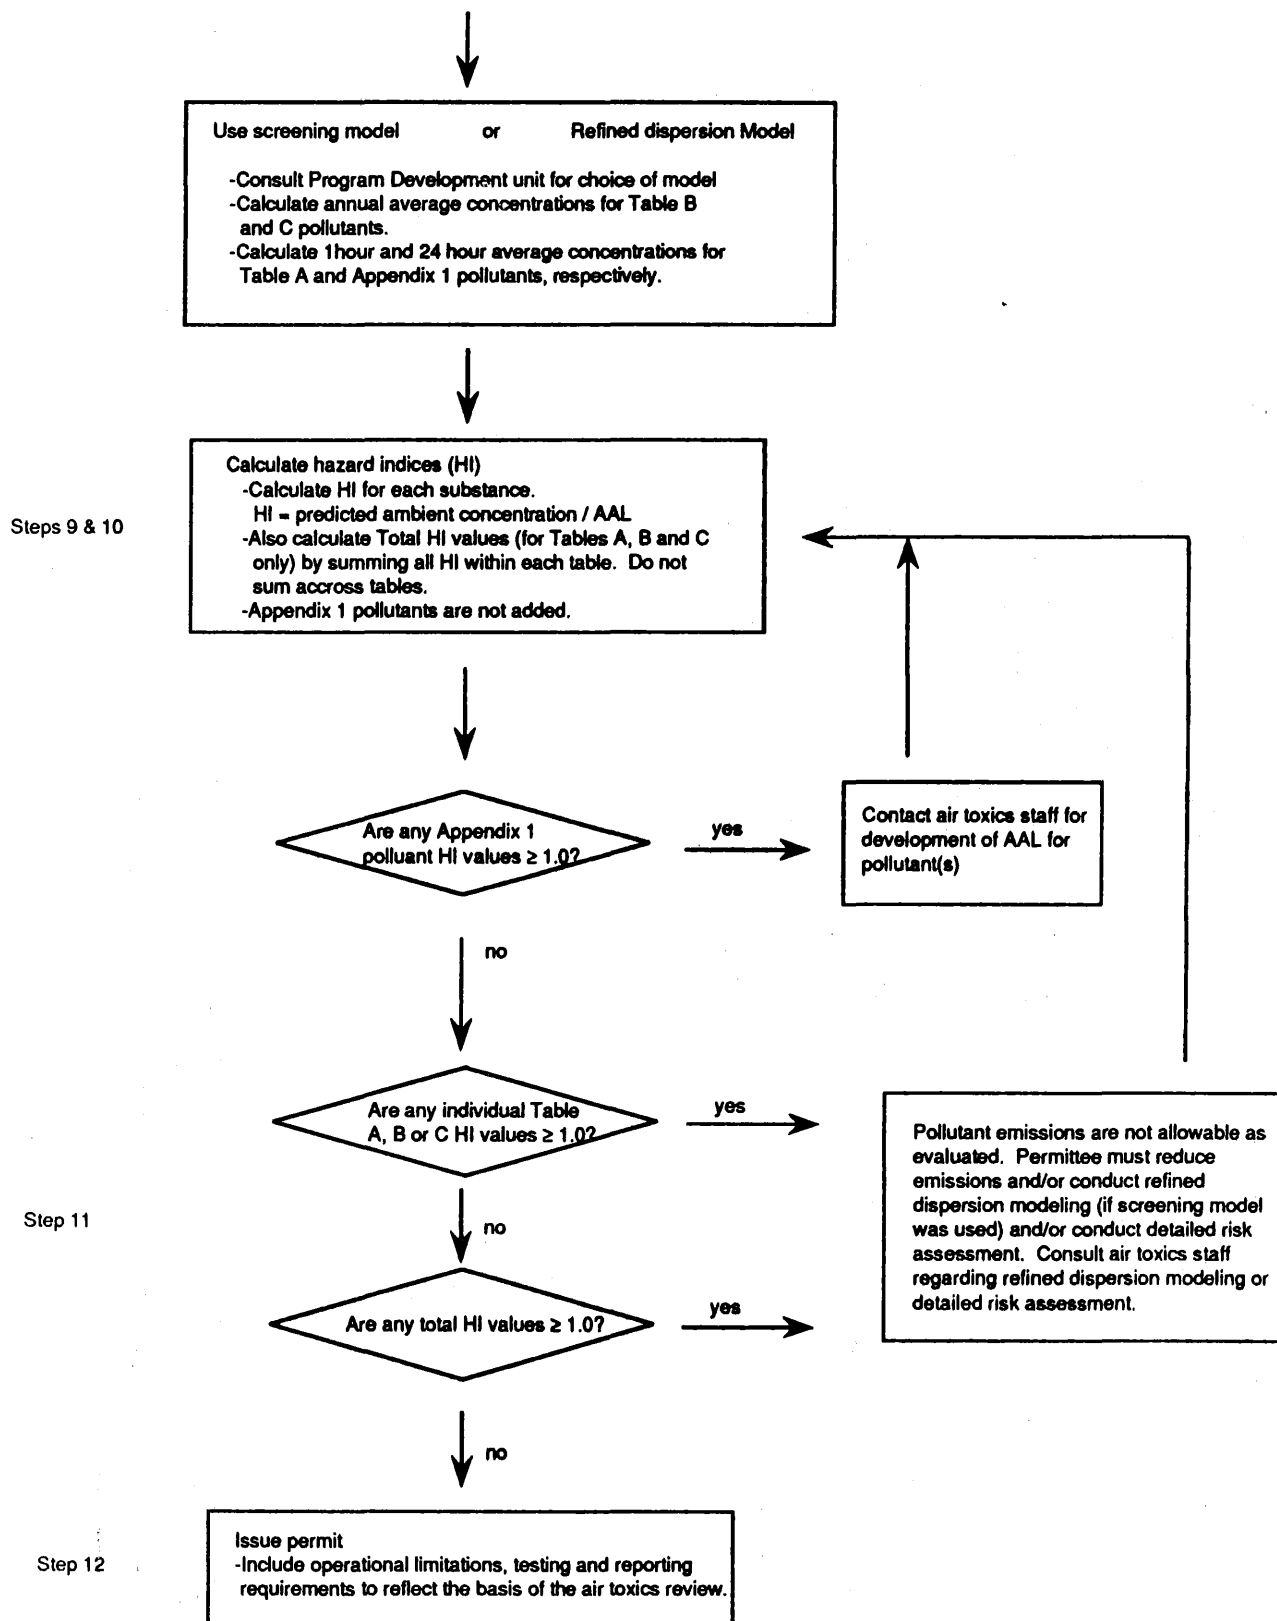 Use screening model or Refined dispersion Model
-Consult Program Development unit for choice of model
-Calculate annual average concentrations for Table B
and C pollutants.
-Calculate 1hour and 24 hour average concentrations for
Table A and Appendix 1 pollutants, respectively.
Steps 9 & 10
Calculate hazard indices (HI)
-Calculate HI for each substance.
HI = predicted ambient concentration / AAL
-Also calculate Total HI values (for Tables A, B and C
only) by summing all HI within each table. Do not
sum accross tables.
-Appendix 1 pollutants are not added.
Are any Appendix 1
polluant HI values ≥ 1.0?
yes
Contact air toxics staff for
development of AAL for
pollutant(s)
no
Step 11
Are any individual Table
A, B or C HI values ≥ 1.0?
yes
Pollutant emissions are not allowable as
evaluated. Permittee must reduce
emissions and/or conduct refined
dispersion modeling (if screening model
was used) and/or conduct detailed risk
assessment. Consult air toxics staff
regarding refined dispersion modeling or
detailed risk assessment.
no
Are any total HI values ≥ 1.0?
yes
no
Step 12
Issue permit
-Include operational limitations, testing and reporting
requirements to reflect the basis of the air toxics review.